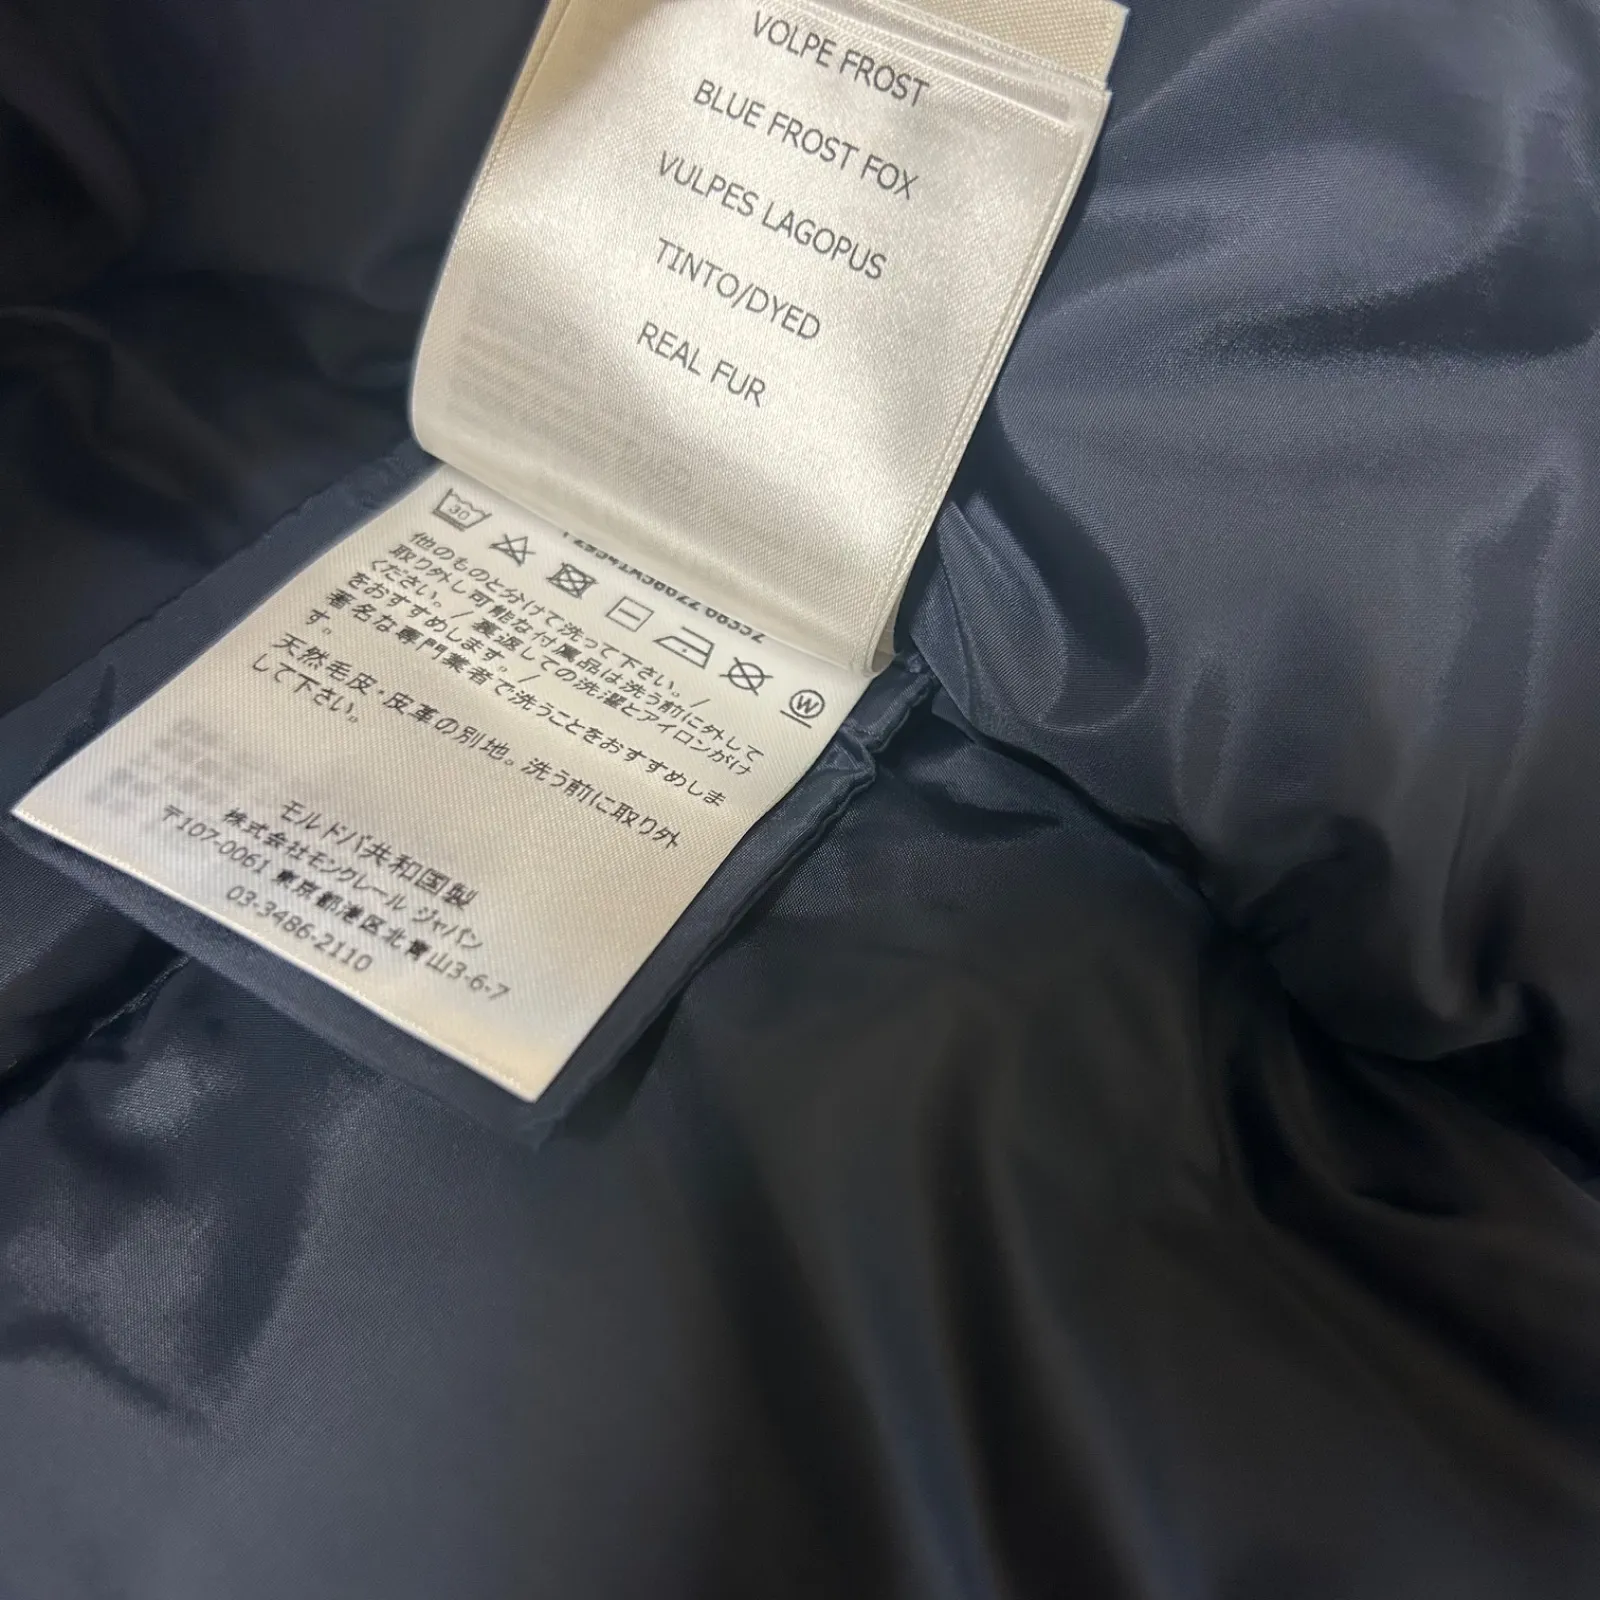 VOLPE FROST
BLUE FROST FOX
VULPES LAGOPUS
TINTO/DYED
REAL FUR
30
W
他のものと分けて洗って下さい。/
取り外し可能な付属品は洗う前に外して
ください。/裏返しての洗濯とアイロンがけ
をおすすめします。/
著名な専門業者で洗うことをおすすめしま
す。
天然毛皮・皮革の別地。洗う前に取り外
して下さい。
モルドバ共和国製
株式会社モンクレール ジャパン
〒107-0061 東京都港区北青山3-6-7
03-3486-2110